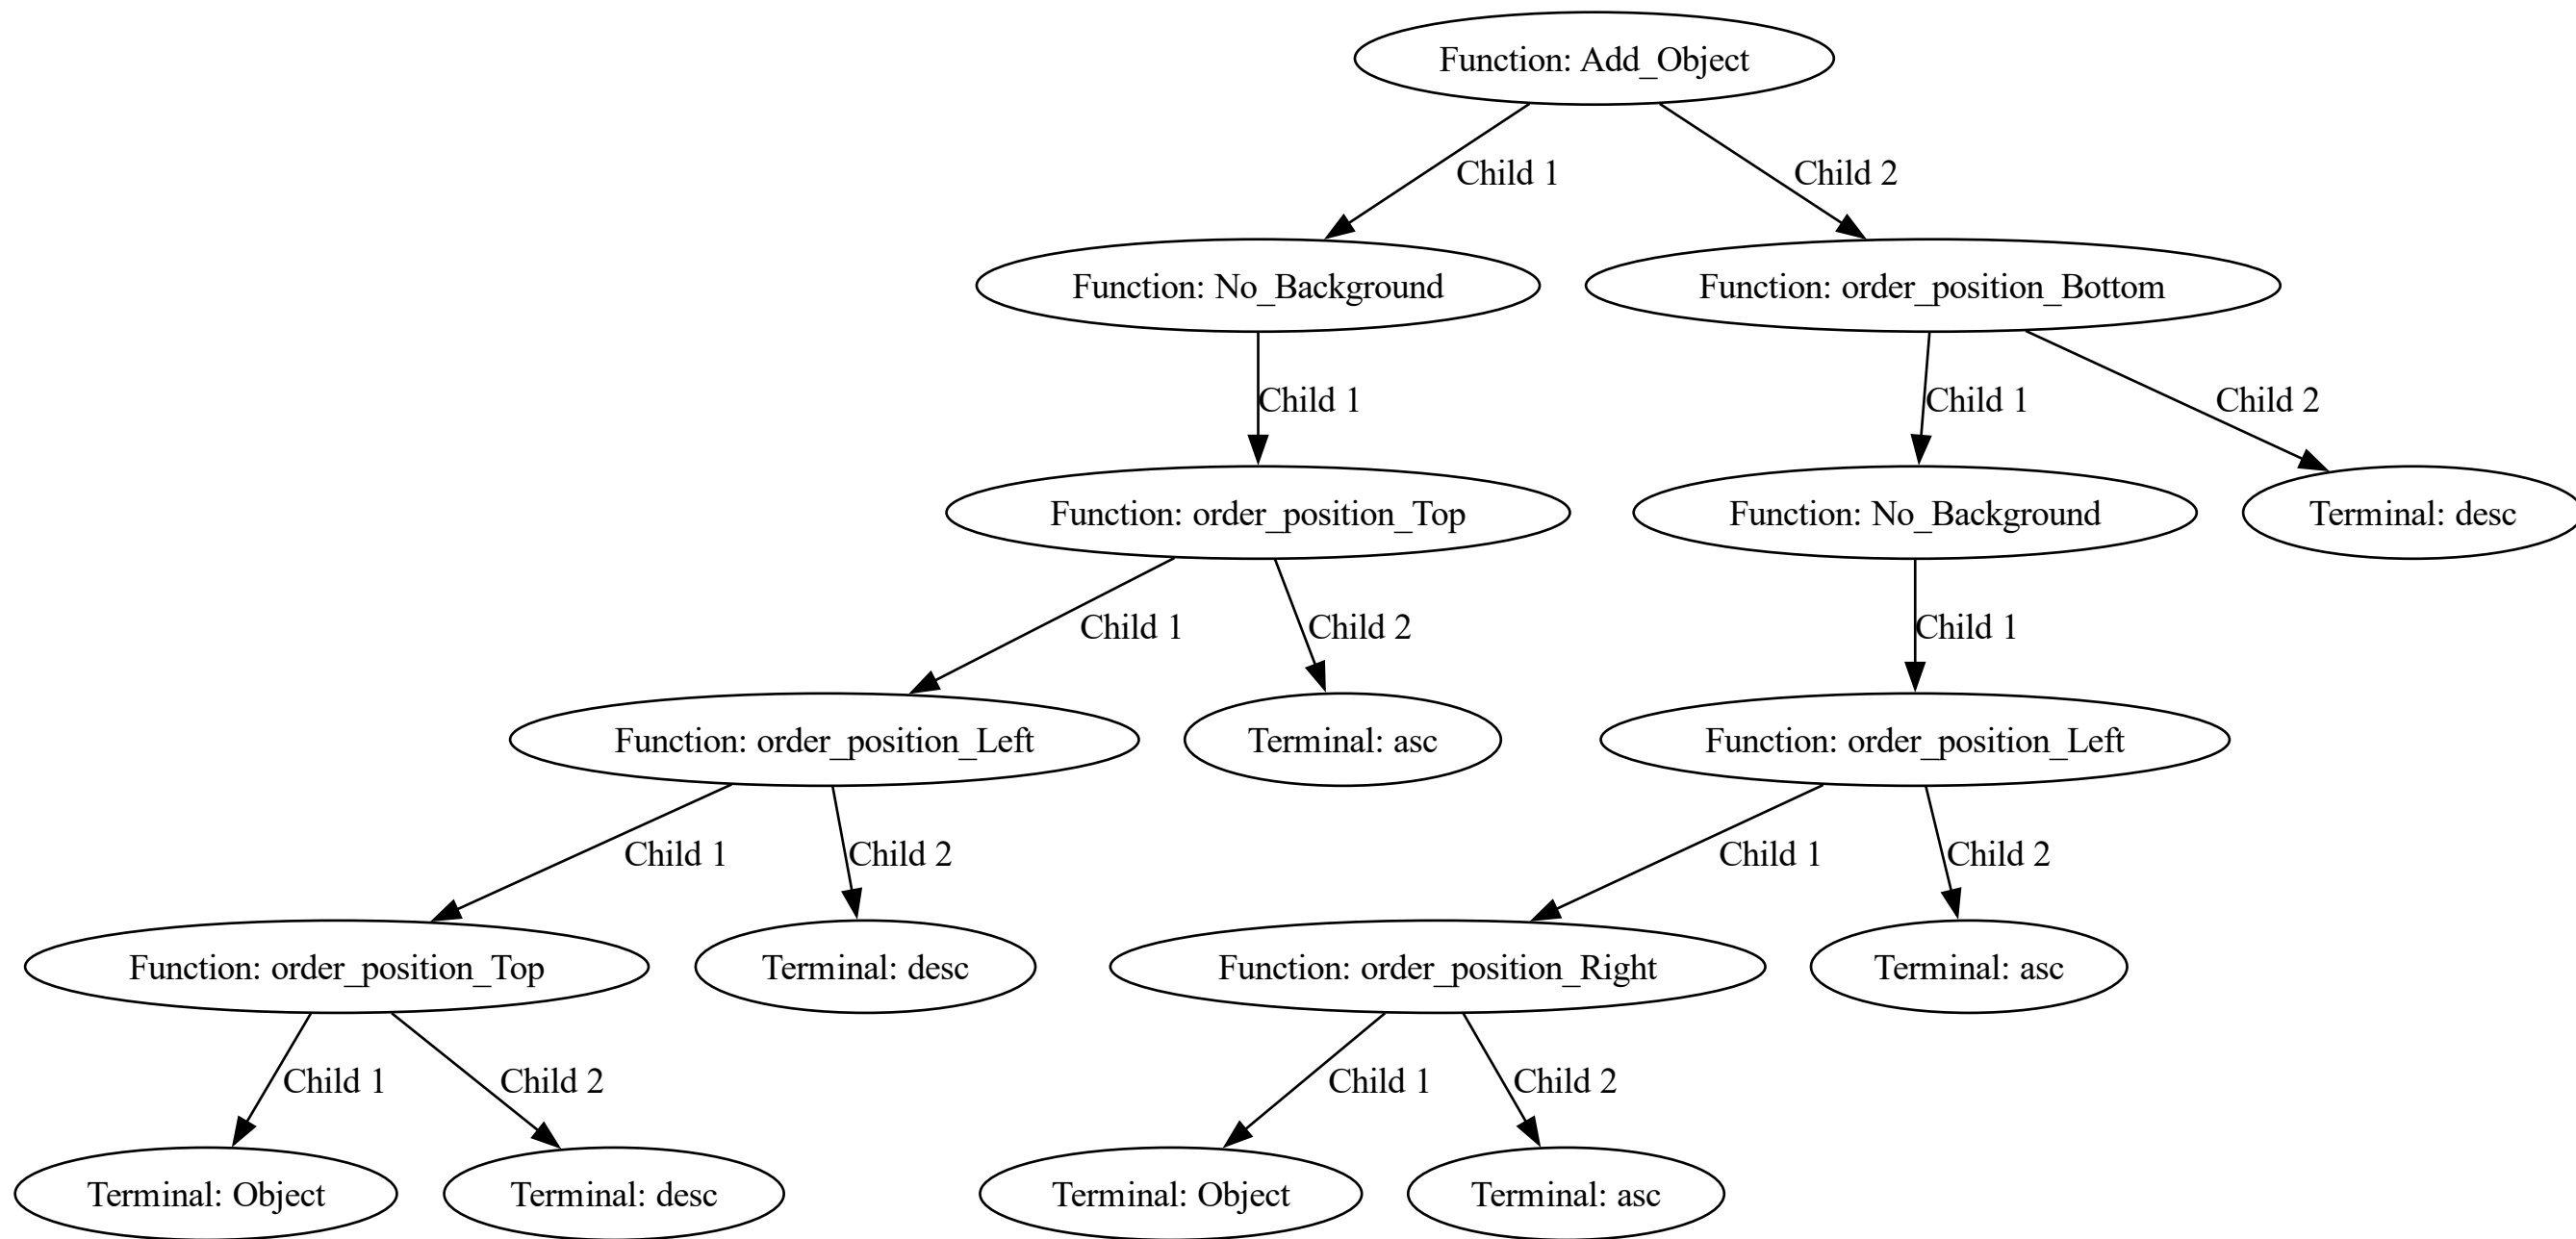 Function: Add_Object
Child 1
Child 2
Function: No_Background
Function: order_position_Bottom
Child 1
Child 1
Child 2
Function: order_position_Top
Function: No_Background
Terminal: desc
Child 1
Child 2
Child 1
Function: order_position_Left
Terminal: asc
Function: order_position_Left
Child 1
Child 2
Child 1
Child 2
Function: order_position_Top
Terminal: desc
Function: order_position_Right
Terminal: asc
Child 1
Child 2
Child 1
Child 2
Terminal: Object
Terminal: desc
Terminal: Object
Terminal: asc